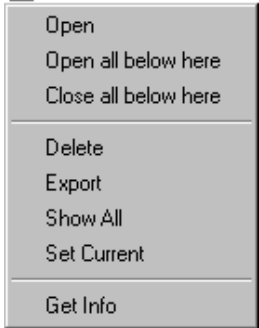 Open
Open all below here
Close all below here
Delete
Export
Show All
Set Current
Get Info